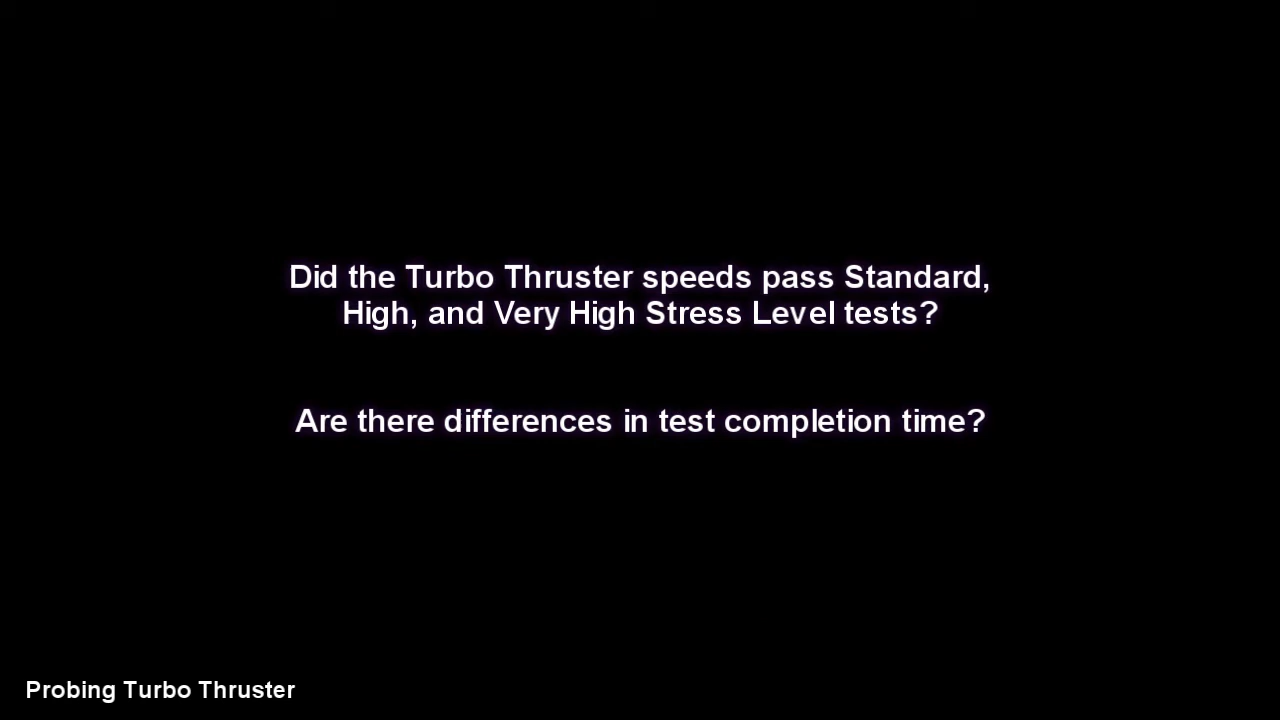 Did the Turbo Thruster speeds pass Standard,
High, and Very High Stress Level tests?
Are there differences in test completion time?
Probing Turbo Thruster